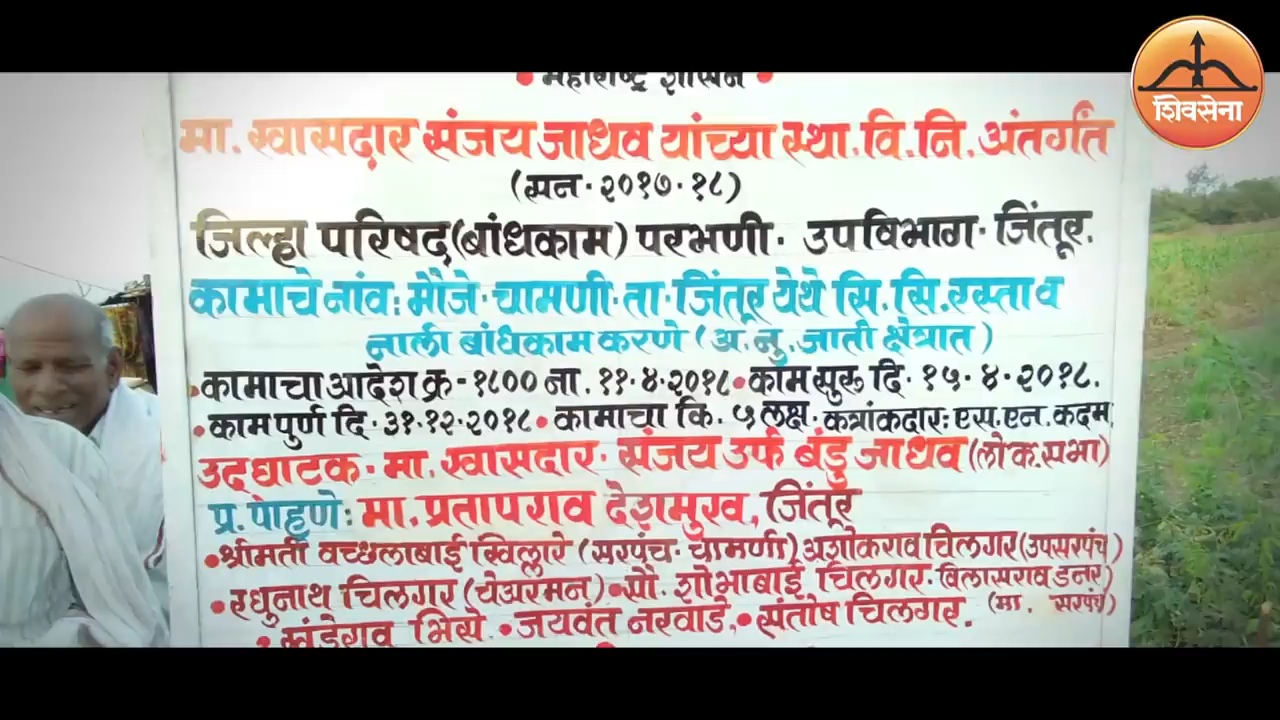 • महाराष्ट्र शासन •
शिवसेना
मा. खासदार संजय जाधव यांच्या स्था. वि. नि. अंतर्गत
(सन. २०१७.१८)
जिल्हा परिषद (बांधकाम) परभणी. उपविभाग. जिंतूर.
कामाचे नांव: मौजे. चामणी. ता. जिंतूर येथे सि. सि. रस्ता व
नाली बांधकाम करणे (अ. नु. जाती क्षेत्रात)
• कामाचा आदेश क्र - १८०० ना. ११.४.२०१८ • काम सुरू दि. १५.४.२०१८.
• काम पुर्ण दि. ३१.१२.२०१८ • कामाचा कि. ५ लक्ष. कत्रांकदार: एस. एन. कदम
उदघाटक. मा. खासदार. संजय उर्फ बंडु जाधव (लोक. सभा)
प्र. पोहणे: मा. प्रतापराव देशमुख, जिंतूर
• श्रीमती वच्छलाबाई खिल्लारे (सरपंच. चामणी) अशोकराव चिलगर (उपसरपंच)
• रघुनाथ चिलगर (चेअरमन) • सौ. शोभाबाई चिलगर. विलासराव डनर
(मा. सरपंच)
• खंडेराव भिसे. • जयवंत नरवाडे, • संतोष चिलगर.